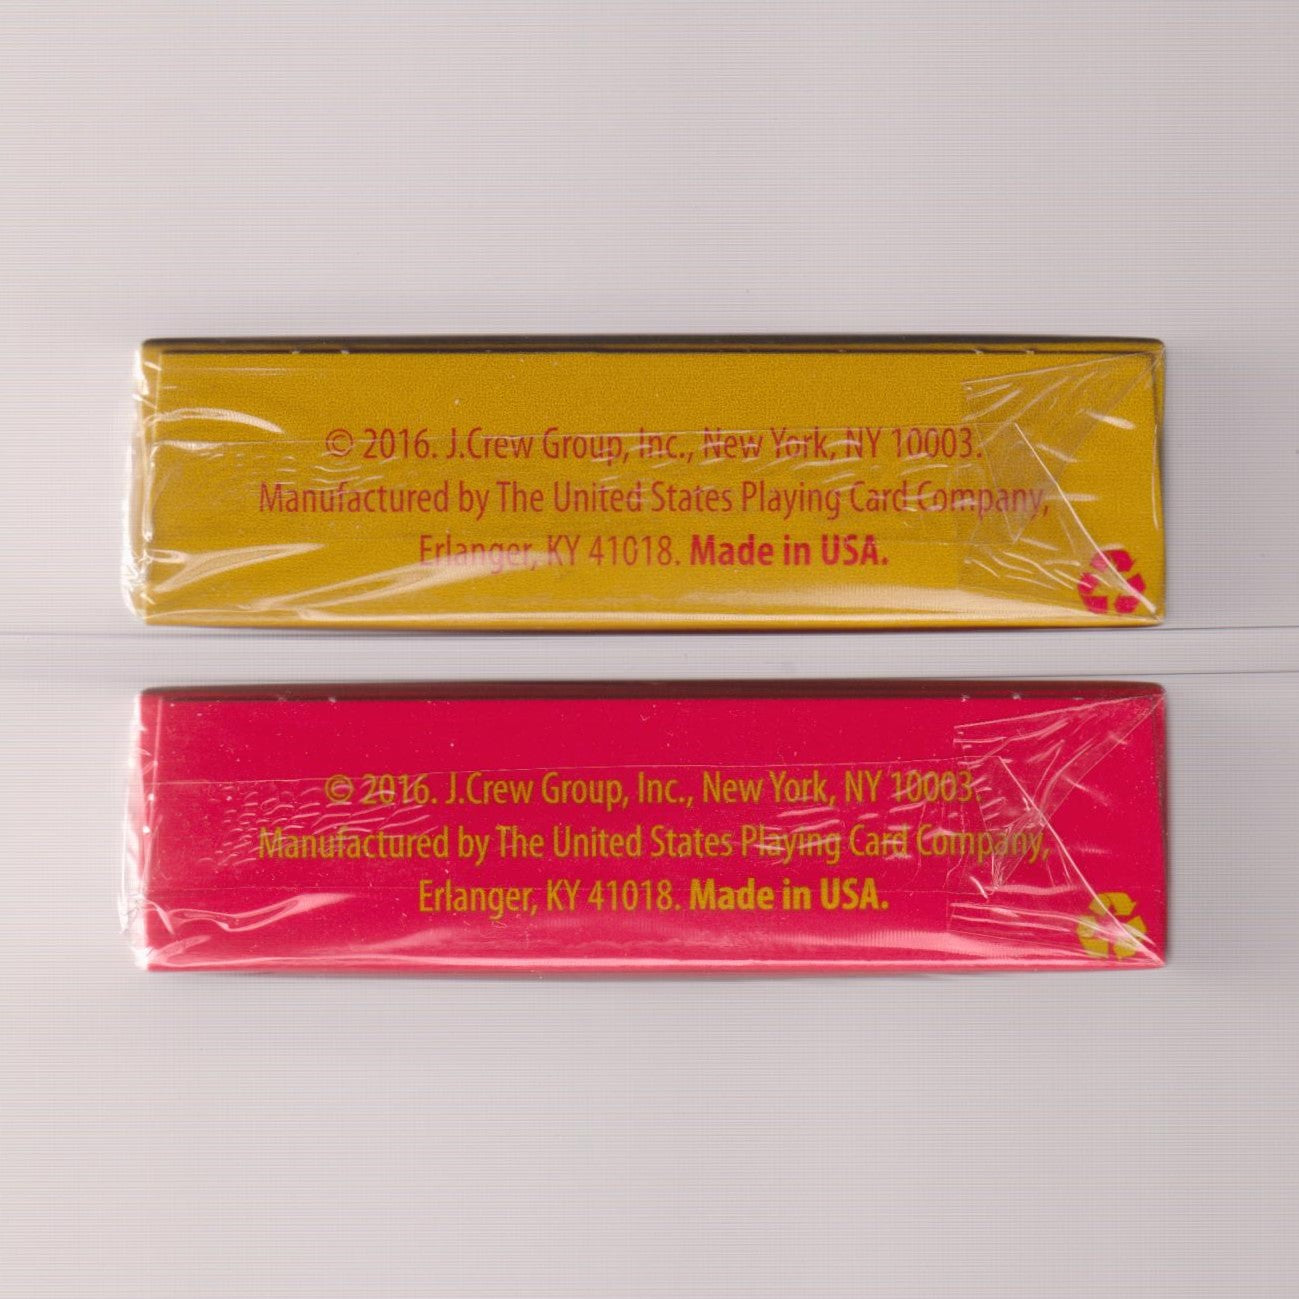 © 2016. J.Crew Group, Inc., New York, NY 10003.
Manufactured by The United States Playing Card Company,
Erlanger, KY 41018. Made in USA.
© 2016. J.Crew Group, Inc., New York, NY 10003.
Manufactured by The United States Playing Card Company,
Erlanger, KY 41018. Made in USA.